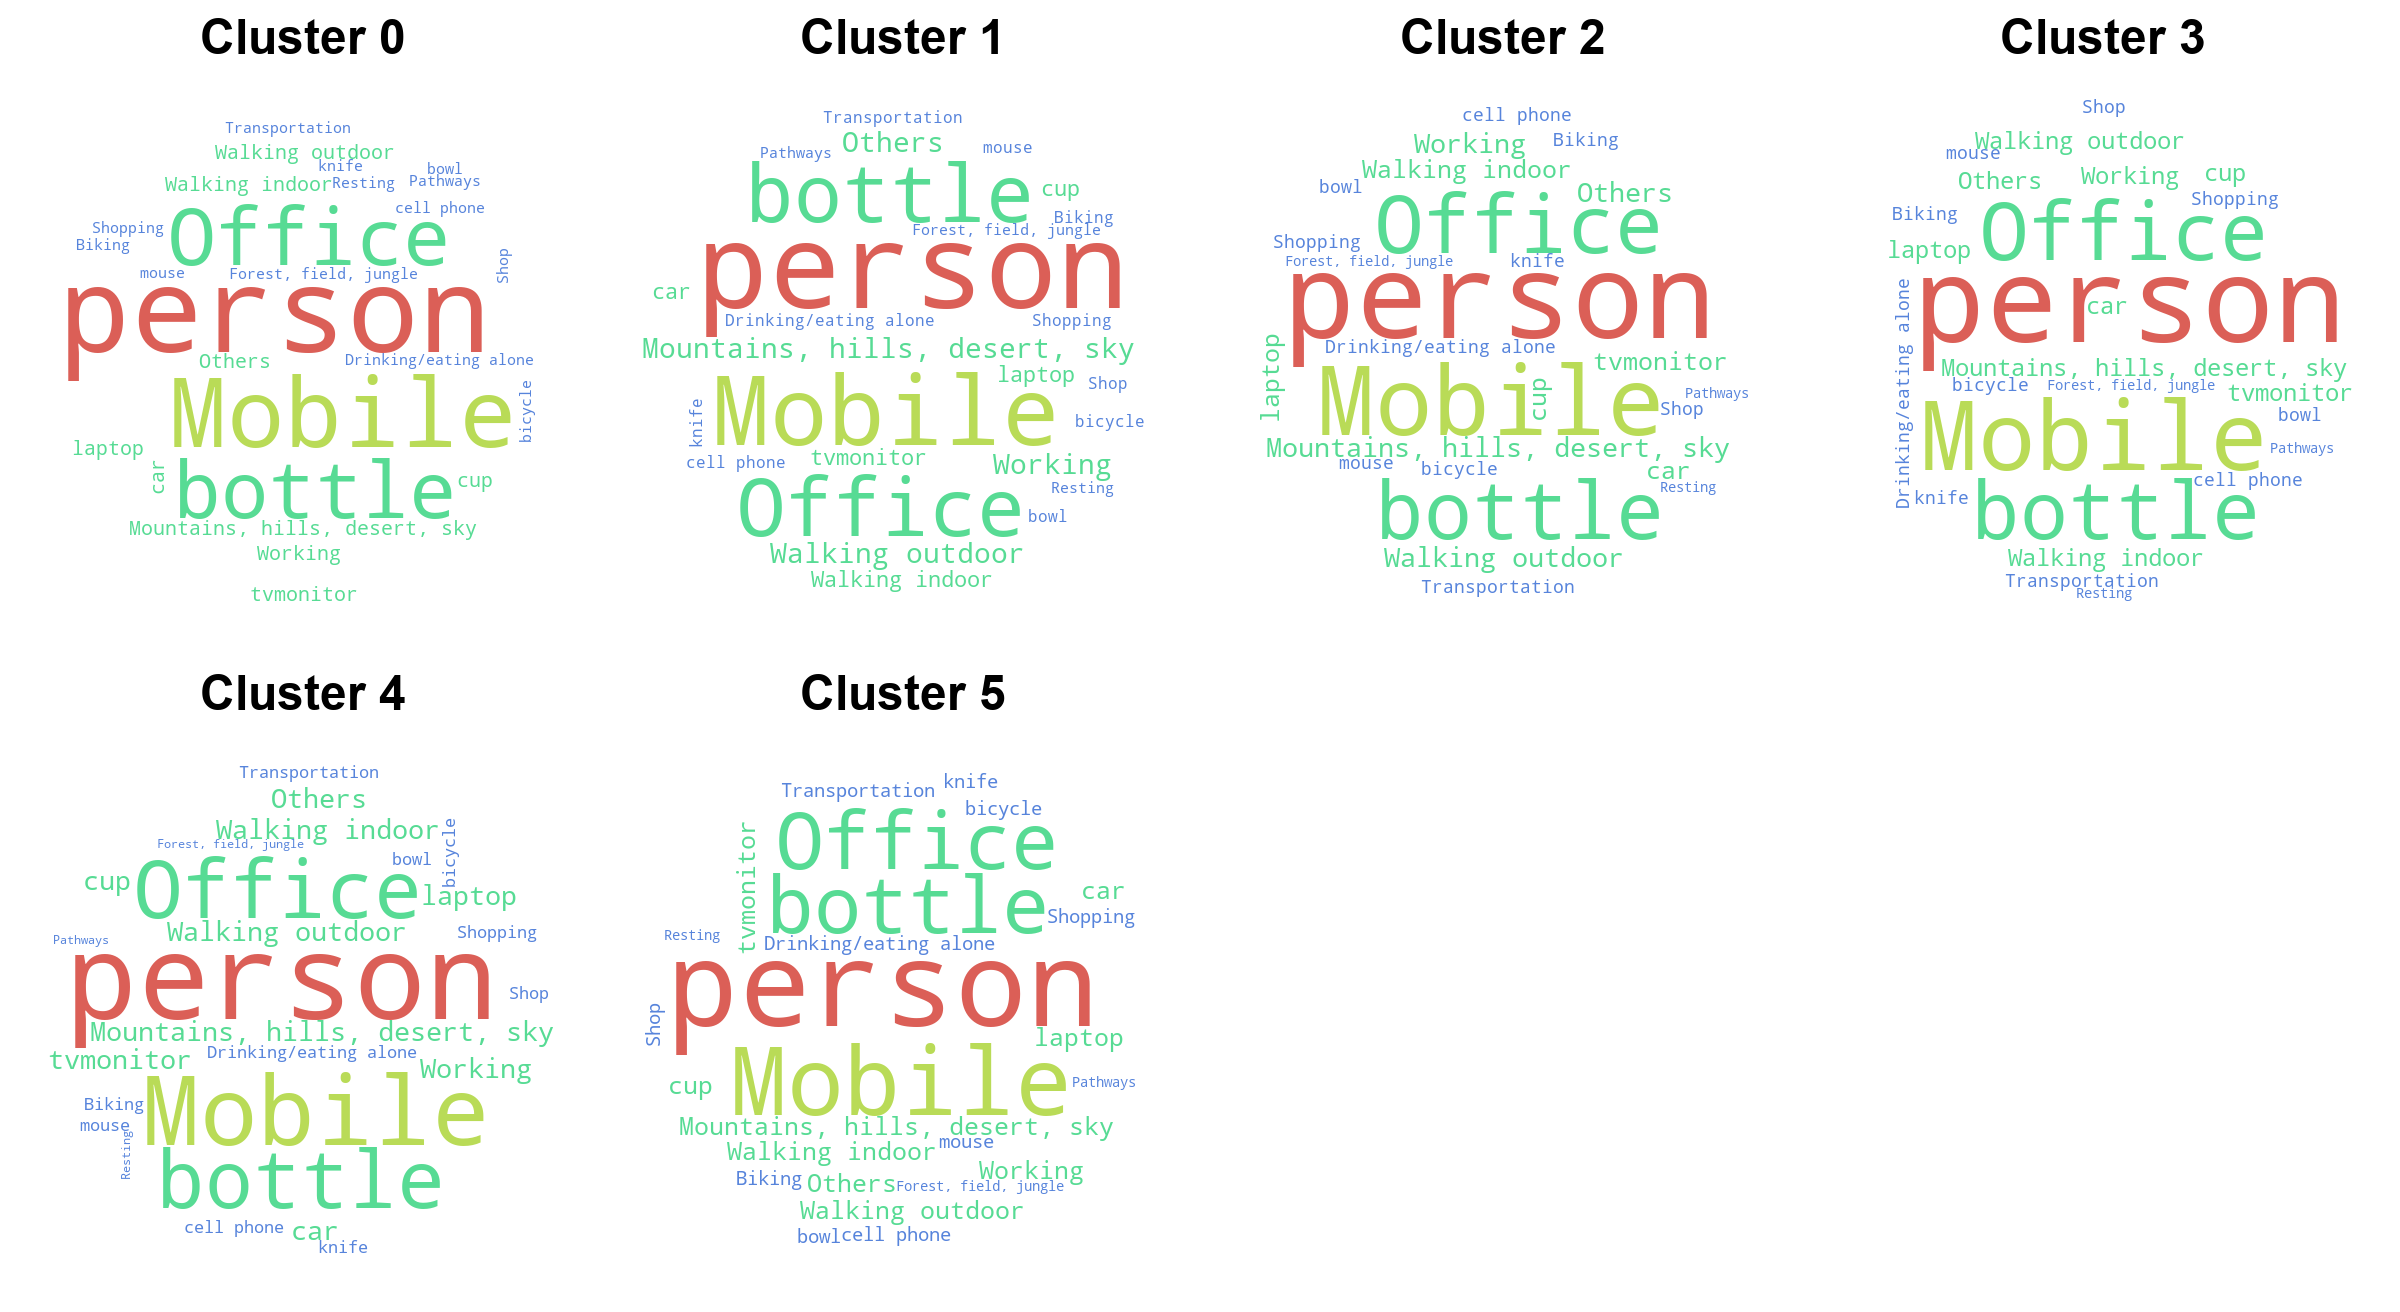 Cluster 0
Transportation
Walking outdoor
knife
bowl
Walking indoor
Resting
Pathways
cell phone
Shopping
Office
Biking
Shop
mouse
Forest, field, jungle
person
Others
Drinking/eating alone
Mobile
bicycle
laptop
car
bottle
cup
Mountains, hills, desert, sky
Working
tvmonitor
Cluster 1
Transportation
Others
mouse
Pathways
bottle
cup
Biking
Forest, field, jungle
person
car
Drinking/eating alone
Shopping
Mountains, hills, desert, sky
laptop
Shop
Mobile
knife
bicycle
cell phone
tvmonitor
Working
Office
Resting
bowl
Walking outdoor
Walking indoor
Cluster 2
cell phone
Working
Biking
Walking indoor
bowl
Others
Office
Shopping
Forest, field, jungle
knife
person
Drinking/eating alone
tvmonitor
laptop
Mobile
cup
Pathways
Shop
Mountains, hills, desert, sky
mouse
bicycle
car
Resting
bottle
Walking outdoor
Transportation
Cluster 3
Shop
Walking outdoor
mouse
Others
Working
cup
Shopping
Biking
Office
laptop
person
car
Drinking/eating alone
Mountains, hills, desert, sky
bicycle
Forest, field, jungle
tvmonitor
bowl
Mobile
Pathways
cell phone
knife
bottle
Walking indoor
Transportation
Resting
Cluster 4
Transportation
Others
Walking indoor
Forest, field, jungle
bowl
bicycle
cup
Office
laptop
Walking outdoor
Shopping
Pathways
person
Shop
Mountains, hills, desert, sky
tvmonitor
Drinking/eating alone
Working
Biking
Mobile
mouse
Resting
bottle
cell phone
car
knife
Cluster 5
Transportation
knife
bicycle
Office
tvmonitor
bottle
car
Shopping
Resting
Drinking/eating alone
person
Shop
laptop
cup
Mobile
Pathways
Mountains, hills, desert, sky
Walking indoor
mouse
Working
Biking
Others
Forest, field, jungle
Walking outdoor
bowl
cell phone